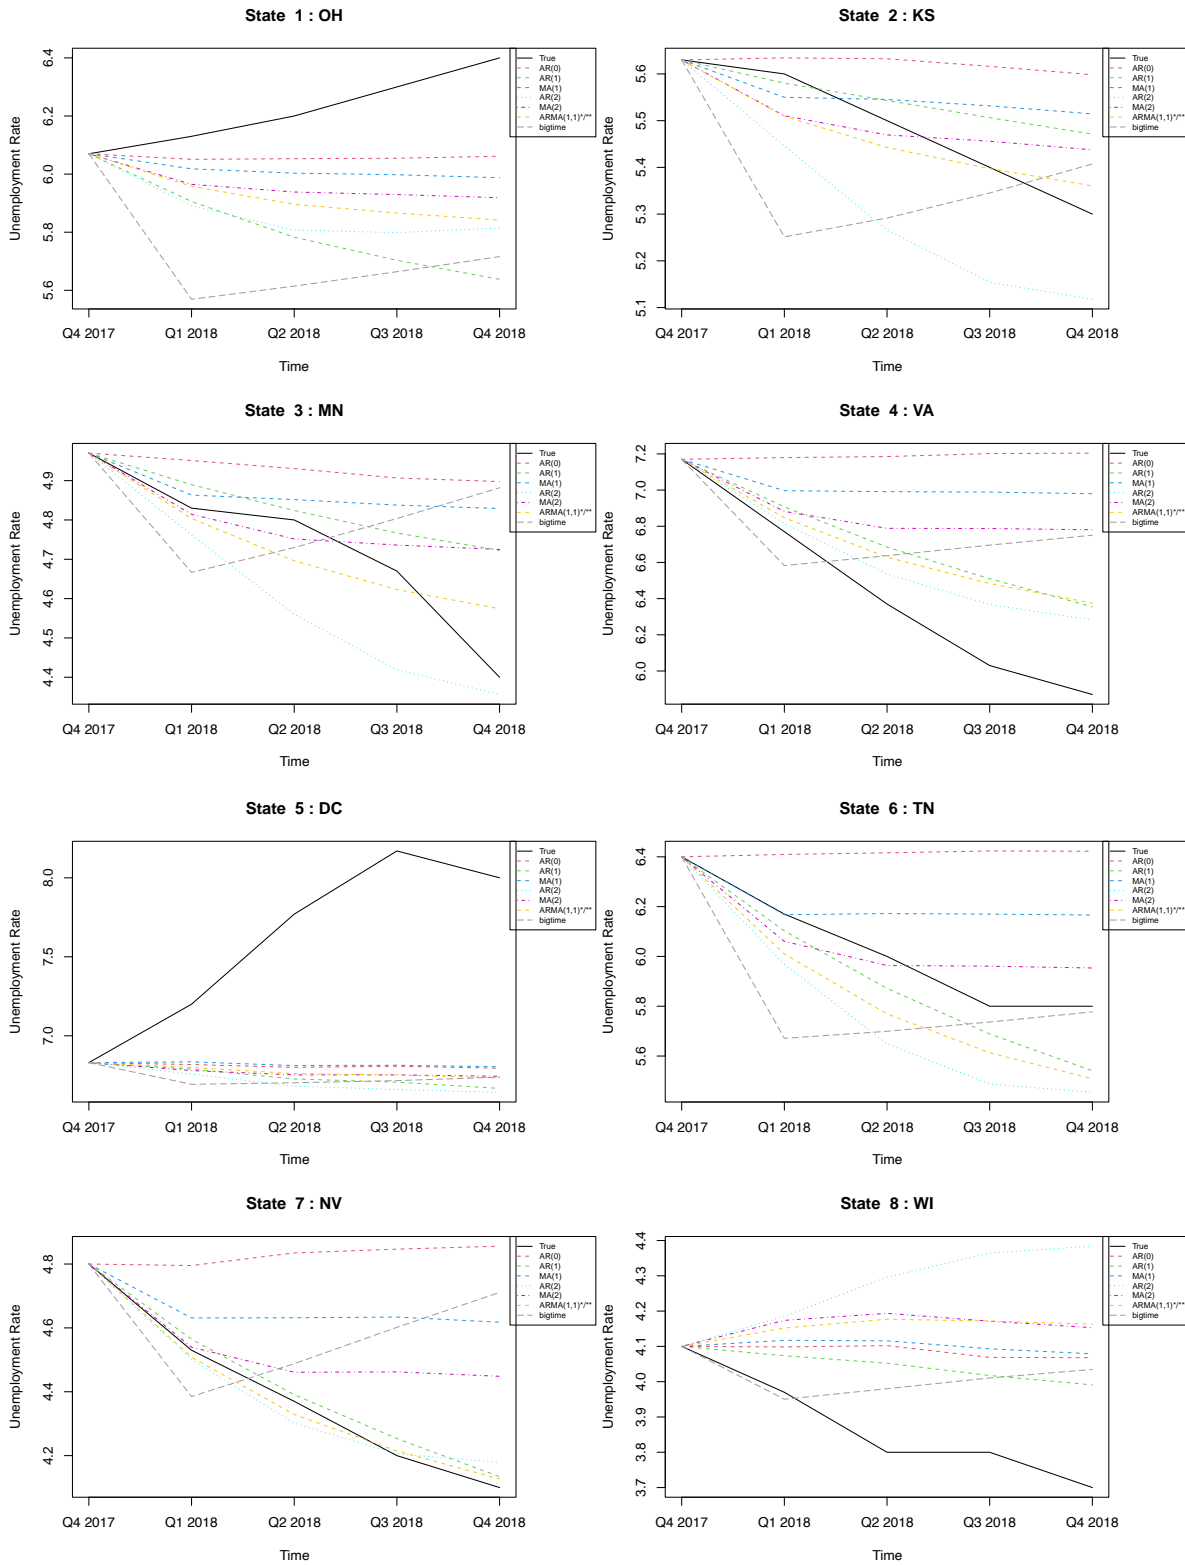 State 1 : OH
Unemployment Rate
6.4
6.2
6.0
5.8
5.6
True
AR(0)
AR(1)
MA(1)
AR(2)
MA(2)
ARMA(1,1)*/**
bigtime
Q4 2017 Q1 2018 Q2 2018 Q3 2018 Q4 2018
Time
State 2 : KS
Unemployment Rate
5.6
5.5
5.4
5.3
5.2
5.1
True
AR(0)
AR(1)
MA(1)
AR(2)
MA(2)
ARMA(1,1)*/**
bigtime
Q4 2017 Q1 2018 Q2 2018 Q3 2018 Q4 2018
Time
State 3 : MN
Unemployment Rate
4.9
4.8
4.7
4.6
4.5
4.4
True
AR(0)
AR(1)
MA(1)
AR(2)
MA(2)
ARMA(1,1)*/**
bigtime
Q4 2017 Q1 2018 Q2 2018 Q3 2018 Q4 2018
Time
State 4 : VA
Unemployment Rate
7.2
7.0
6.8
6.6
6.4
6.2
6.0
True
AR(0)
AR(1)
MA(1)
AR(2)
MA(2)
ARMA(1,1)*/**
bigtime
Q4 2017 Q1 2018 Q2 2018 Q3 2018 Q4 2018
Time
State 5 : DC
Unemployment Rate
8.0
7.5
7.0
True
AR(0)
AR(1)
MA(1)
AR(2)
MA(2)
ARMA(1,1)*/**
bigtime
Q4 2017 Q1 2018 Q2 2018 Q3 2018 Q4 2018
Time
State 6 : TN
Unemployment Rate
6.4
6.2
6.0
5.8
5.6
True
AR(0)
AR(1)
MA(1)
AR(2)
MA(2)
ARMA(1,1)*/**
bigtime
Q4 2017 Q1 2018 Q2 2018 Q3 2018 Q4 2018
Time
State 7 : NV
Unemployment Rate
4.8
4.6
4.4
4.2
True
AR(0)
AR(1)
MA(1)
AR(2)
MA(2)
ARMA(1,1)*/**
bigtime
Q4 2017 Q1 2018 Q2 2018 Q3 2018 Q4 2018
Time
State 8 : WI
Unemployment Rate
4.4
4.3
4.2
4.1
4.0
3.9
3.8
3.7
True
AR(0)
AR(1)
MA(1)
AR(2)
MA(2)
ARMA(1,1)*/**
bigtime
Q4 2017 Q1 2018 Q2 2018 Q3 2018 Q4 2018
Time